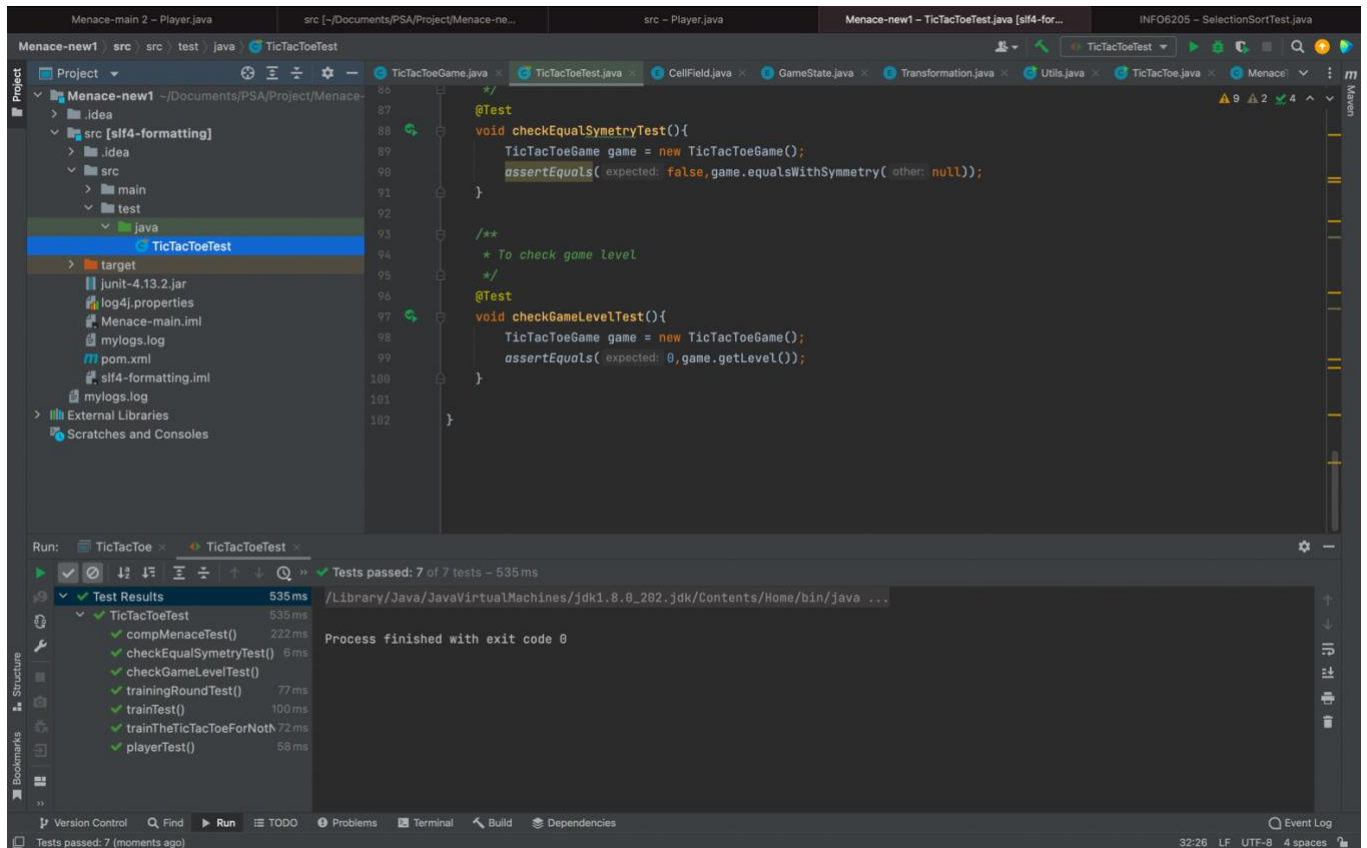 Menace-main 2 – Player.java
src [~/Documents/PSA/Project/Menace-ne...
src – Player.java
Menace-new1 – TicTacToeTest.java [slf4-for...
INFO6205 – SelectionSortTest.java
Menace-new1 src src test java TicTacToeTest
TicTacToeTest
Project
TicTacToeGame.java
TicTacToeTest.java
CellField.java
GameState.java
Transformation.java
Utils.java
TicTacToe.java
Menace
Project
Menace-new1 ~/Documents/PSA/Project/Menace-
.idea
src [slf4-formatting]
.idea
src
main
test
java
TicTacToeTest
target
junit-4.13.2.jar
log4j.properties
Menace-main.iml
mylogs.log
pom.xml
slf4-formatting.iml
mylogs.log
External Libraries
Scratches and Consoles
9 2 4
m Maven
86 */
87 @Test
88 void checkEqualSymetryTest(){
89 TicTacToeGame game = new TicTacToeGame();
90 assertEquals( expected: false,game.equalsWithSymmetry( other: null));
91 }
92
93 /**
94 * To check game level
95 */
96 @Test
97 void checkGameLevelTest(){
98 TicTacToeGame game = new TicTacToeGame();
99 assertEquals( expected: 0,game.getLevel());
100 }
101
102 }
Run: TicTacToe TicTacToeTest
Tests passed: 7 of 7 tests – 535 ms
Test Results 535 ms
TicTacToeTest 535 ms
compMenaceTest() 222 ms
checkEqualSymetryTest() 6 ms
checkGameLevelTest()
trainingRoundTest() 77 ms
trainTest() 100 ms
trainTheTicTacToeForNotN 72 ms
playerTest() 58 ms
/Library/Java/JavaVirtualMachines/jdk1.8.0_202.jdk/Contents/Home/bin/java ...
Process finished with exit code 0
Structure
Bookmarks
Version Control
Find
Run
TODO
Problems
Terminal
Build
Dependencies
Event Log
Tests passed: 7 (moments ago)
32:26 LF UTF-8 4 spaces